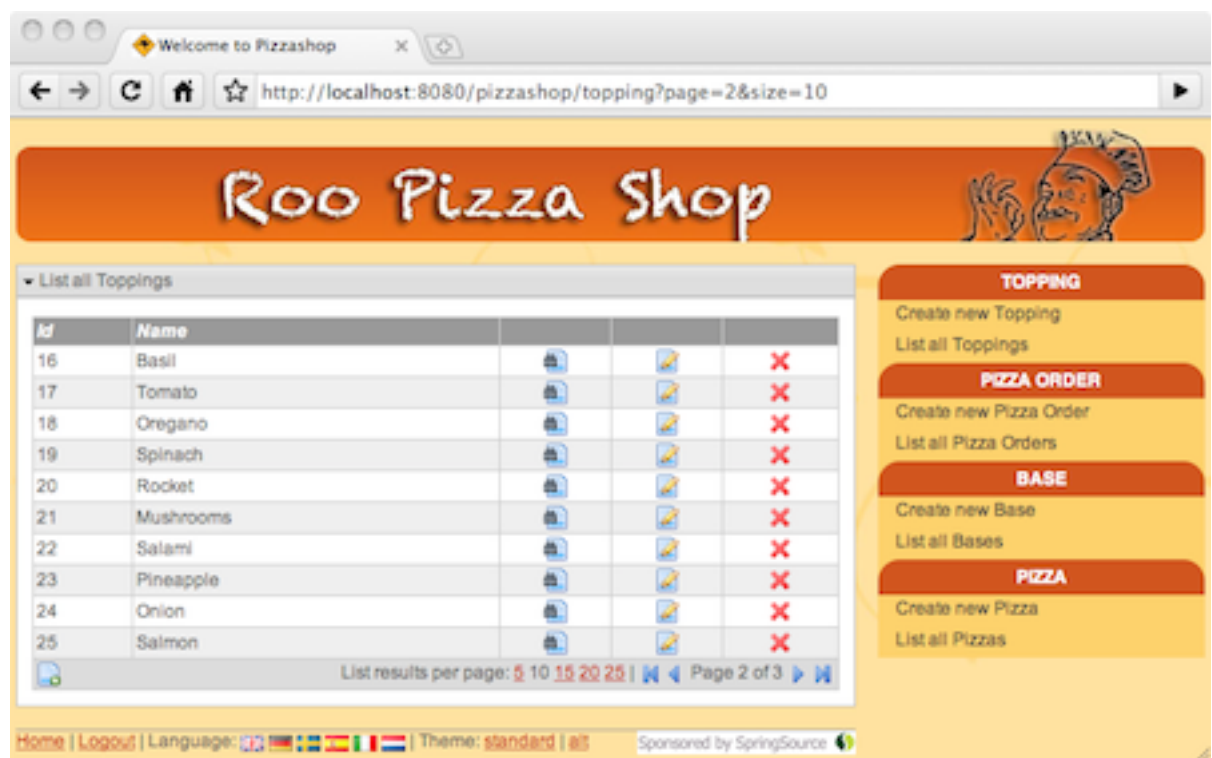 Welcome to Pizzashop
http://localhost:8080/pizzashop/topping?page=2&size=10
Roo Pizza Shop
List all Toppings
Id Name
16 Basil
17 Tomato
18 Oregano
19 Spinach
20 Rocket
21 Mushrooms
22 Salami
23 Pineapple
24 Onion
25 Salmon
List results per page: 5 10 15 20 25 | Page 2 of 3
TOPPING
Create new Topping
List all Toppings
PIZZA ORDER
Create new Pizza Order
List all Pizza Orders
BASE
Create new Base
List all Bases
PIZZA
Create new Pizza
List all Pizzas
Home | Logout | Language: | Theme: standard | alt
Sponsored by SpringSource